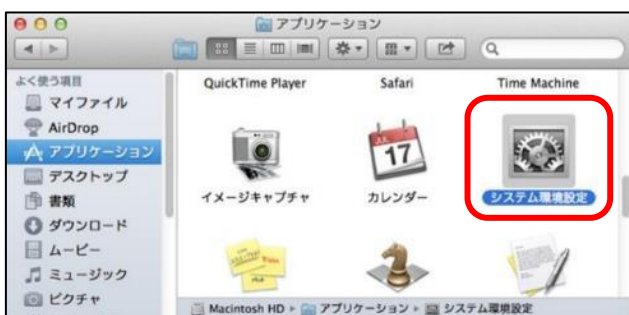 アプリケーション
よく使う項目
マイファイル
AirDrop
アプリケーション
デスクトップ
書類
ダウンロード
ムービー
ミュージック
ピクチャ
QuickTime Player
Safari
Time Machine
JUL
17
イメージキャプチャ
カレンダー
システム環境設定
Macintosh HD ▸ アプリケーション ▸ システム環境設定